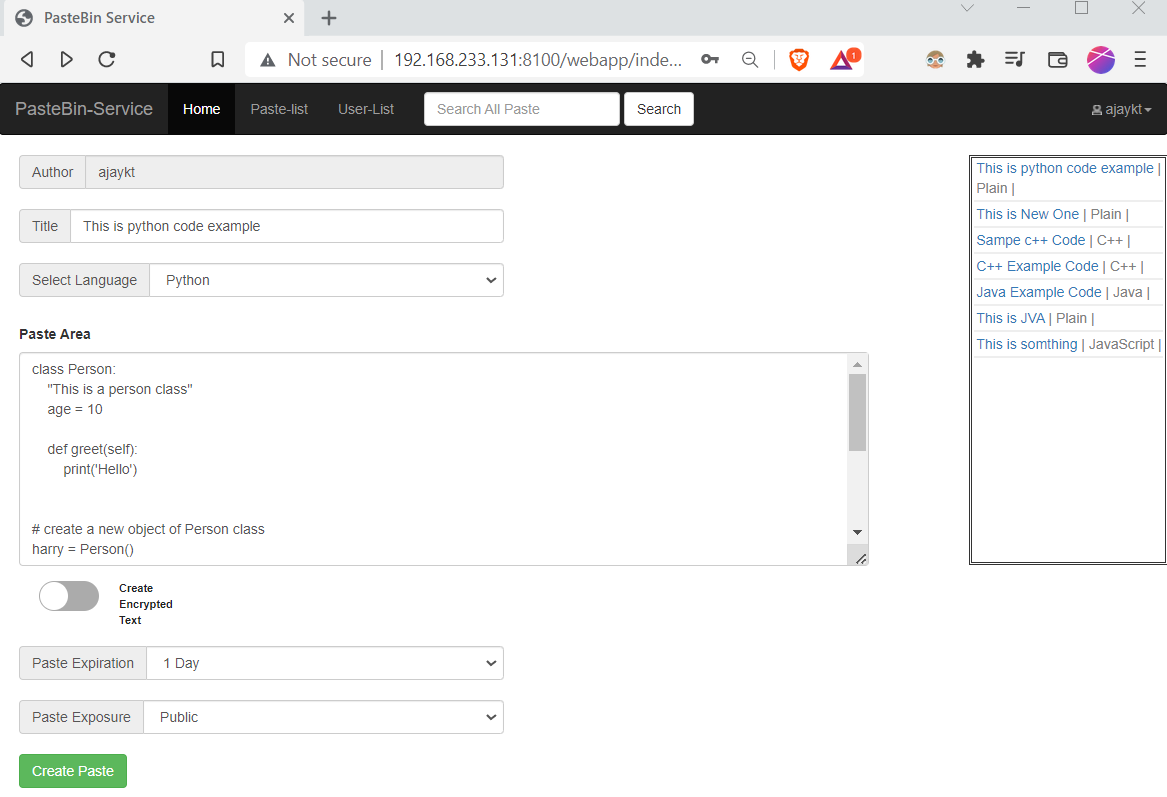 PasteBin Service
Not secure | 192.168.233.131:8100/webapp/inde...
1
PasteBin-Service
Home
Paste-list
User-List
Search All Paste
Search
ajaykt
Author
ajaykt
Title
This is python code example
Select Language
Python
Paste Area
class Person:
    "This is a person class"
    age = 10
    def greet(self):
        print('Hello')
# create a new object of Person class
harry = Person()
Create
Encrypted
Text
Paste Expiration
1 Day
Paste Exposure
Public
Create Paste
This is python code example |
Plain |
This is New One | Plain |
Sampe c++ Code | C++ |
C++ Example Code | C++ |
Java Example Code | Java |
This is JVA | Plain |
This is somthing | JavaScript |